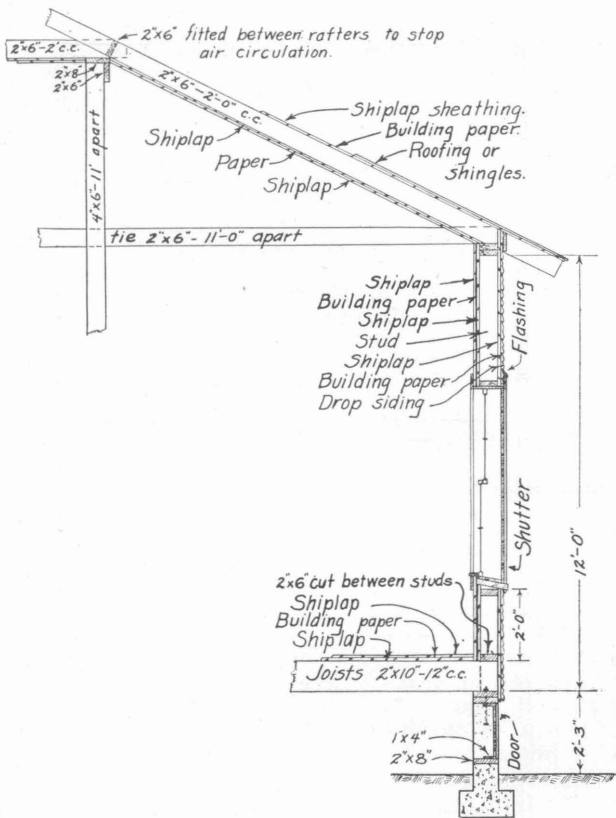 2"x6" fitted between rafters to stop
air circulation.
2"x6"-2'c.c.
2"x8"
2"x6"
2"x6"-2'-0" c.c.
4"x6"-11' apart
Shiplap
Paper
Shiplap
Shiplap sheathing.
Building paper.
Roofing or
shingles.
tie 2"x6"-11'-0" apart
Shiplap
Building paper
Shiplap
Stud
Shiplap
Building paper
Drop siding
Flashing
Shutter
12'-0"
2"x6" cut between studs
Shiplap
Building paper
Shiplap
2'-0"
Joists 2"x10"-12"c.c.
1"x4"
2"x8"
Door
2'-3"